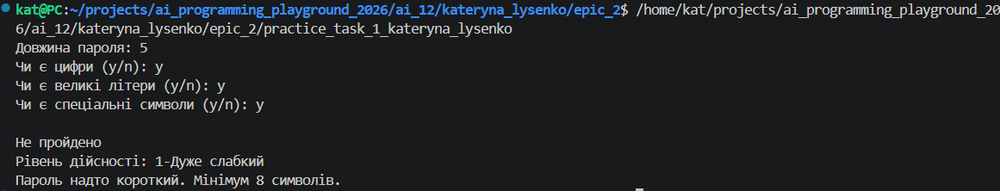 kat@PC:~/projects/ai_programming_playground_2026/ai_12/kateryna_lysenko/epic_2$ /home/kat/projects/ai_programming_playground_20
6/ai_12/kateryna_lysenko/epic_2/practice_task_1_kateryna_lysenko
Довжина пароля: 5
Чи є цифри (y/n): y
Чи є великі літери (y/n): y
Чи є спеціальні символи (y/n): y
Не пройдено
Рівень дійсності: 1-Дуже слабкий
Пароль надто короткий. Мінімум 8 символів.